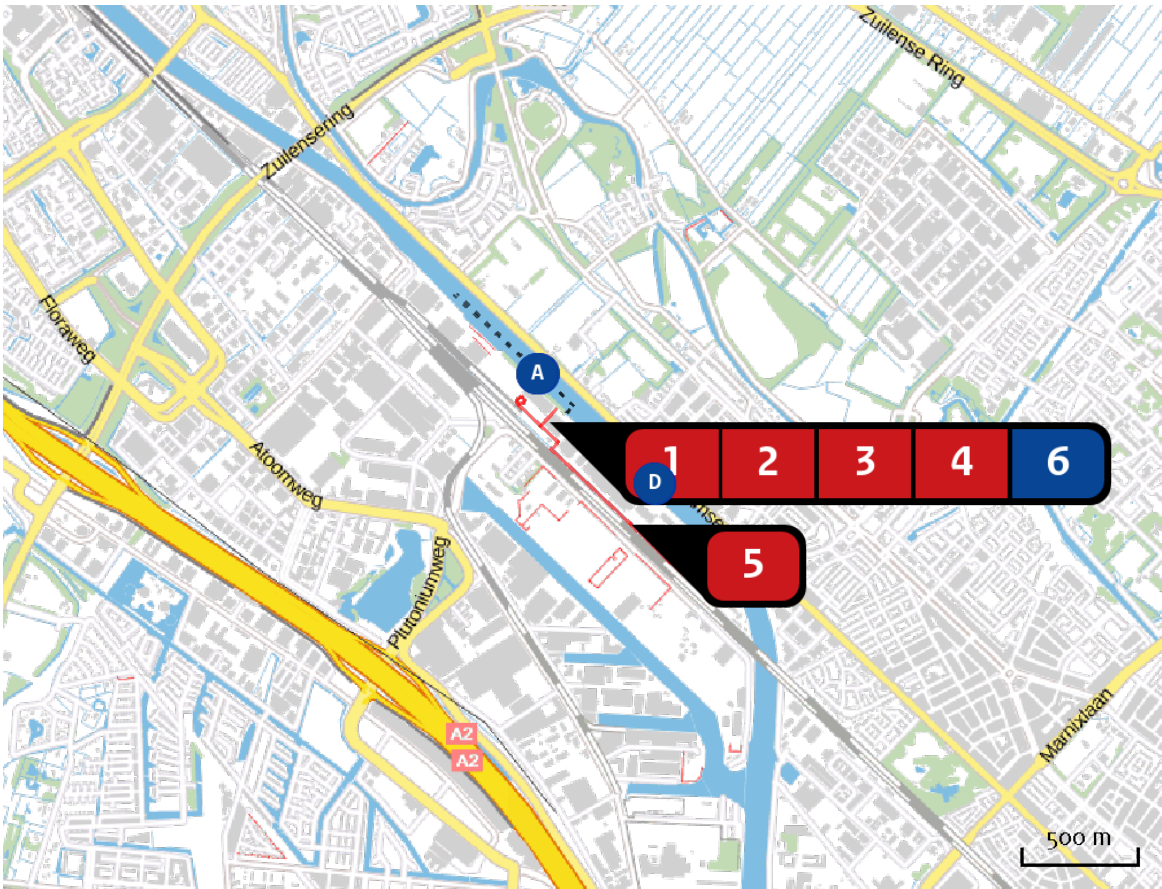 Zuilense Ring
Zuilensering
Floraweg
A
1
2
3
4
6
D
Atoomweg
5
Plutoniumweg
Marnixlaan
A2
A2
500 m